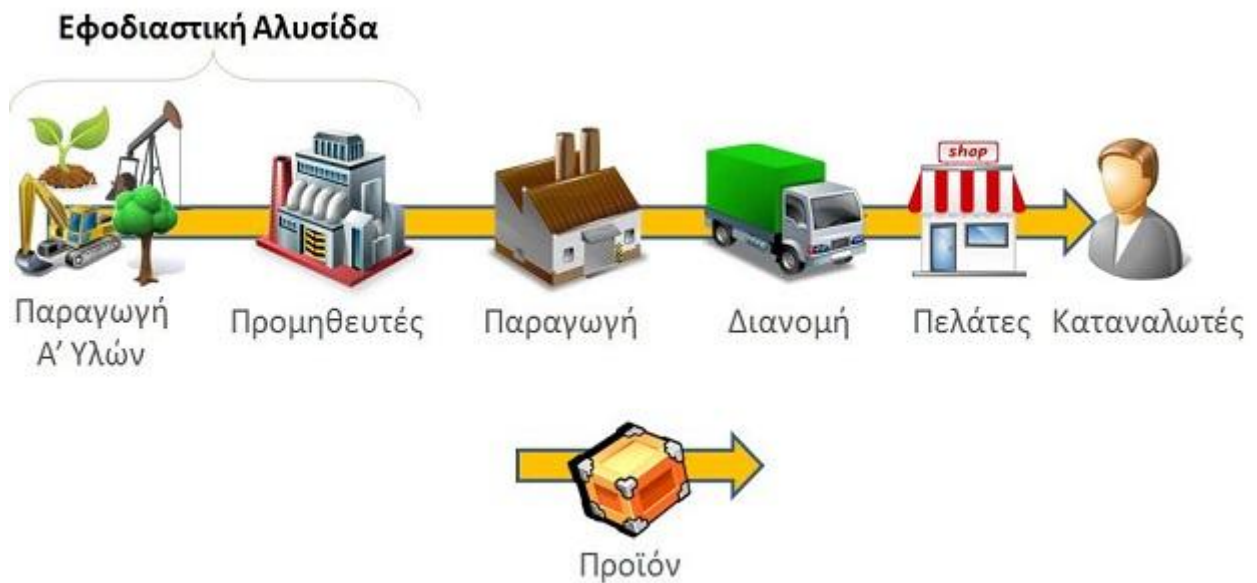 Εφοδιαστική Αλυσίδα
shop
Παραγωγή
Α’ Υλών
Προμηθευτές
Παραγωγή
Διανομή
Πελάτες
Καταναλωτές
Προϊόν